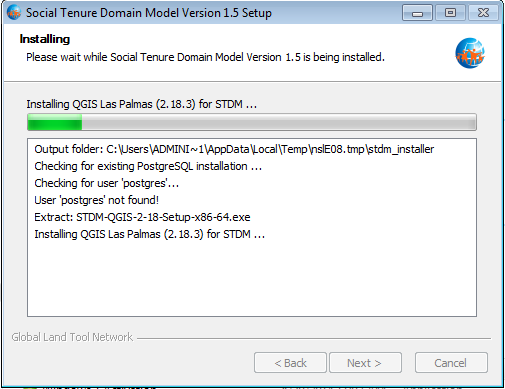 Social Tenure Domain Model Version 1.5 Setup
Installing
Please wait while Social Tenure Domain Model Version 1.5 is being installed.
Installing QGIS Las Palmas (2.18.3) for STDM ...
Output folder: C:\Users\ADMINI~1\AppData\Local\Temp\nslE08.tmp\stdm_installer
Checking for existing PostgreSQL installation ...
Checking for user 'postgres'...
User 'postgres' not found!
Extract: STDM-QGIS-2-18-Setup-x86-64.exe
Installing QGIS Las Palmas (2.18.3) for STDM ...
Global Land Tool Network
< Back
Next >
Cancel